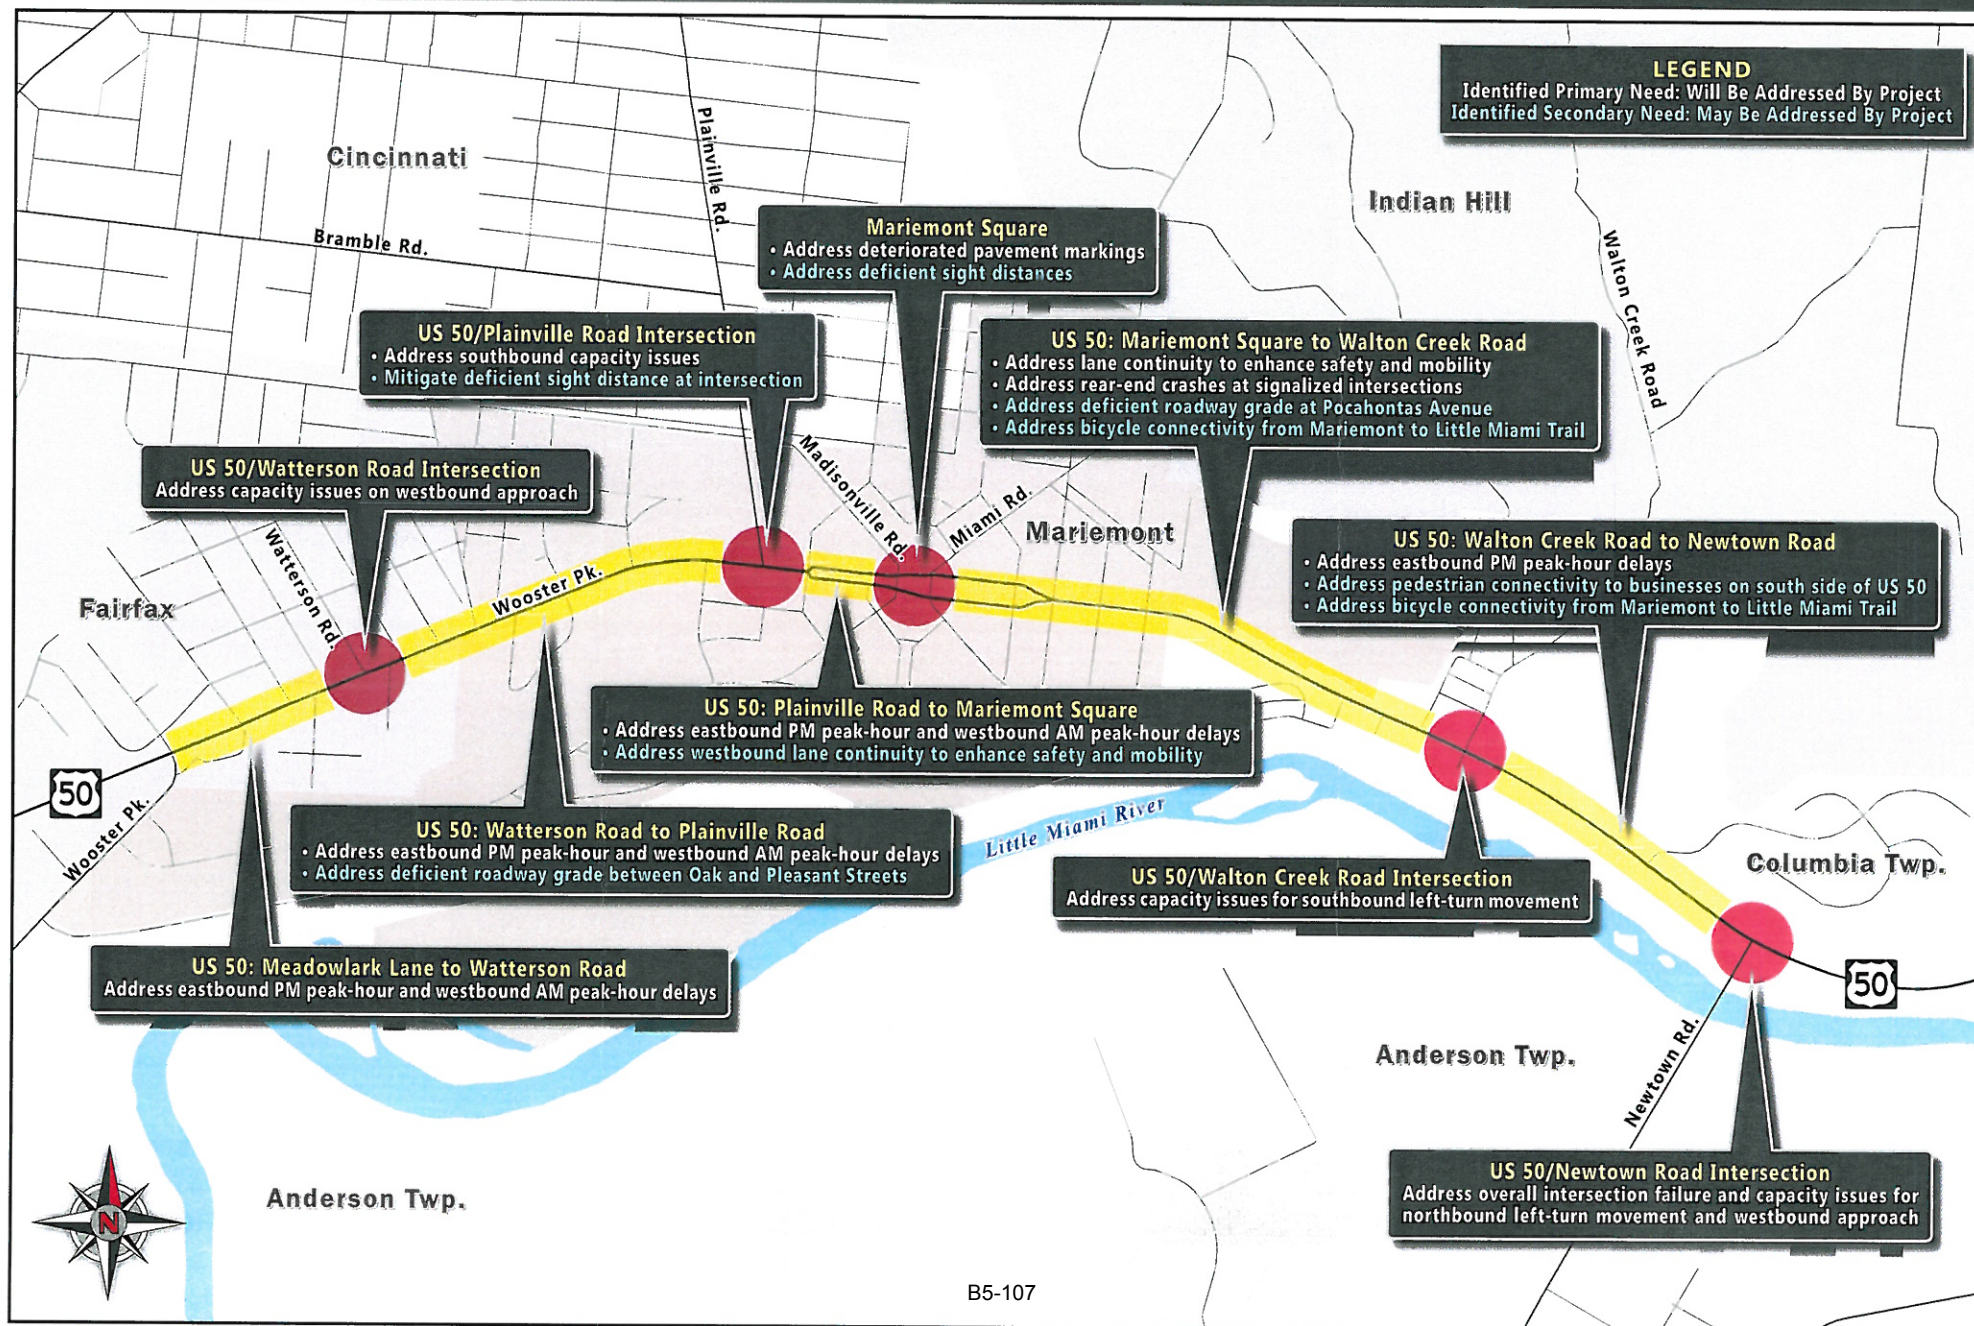 LEGEND
Identified Primary Need: Will Be Addressed By Project
Identified Secondary Need: May Be Addressed By Project
Cincinnati
Plainville Rd.
Bramble Rd.
Indian Hill
Walton Creek Road
Mariemont Square
• Address deteriorated pavement markings
• Address deficient sight distances
US 50/Plainville Road Intersection
• Address southbound capacity issues
• Mitigate deficient sight distance at intersection
US 50: Mariemont Square to Walton Creek Road
• Address lane continuity to enhance safety and mobility
• Address rear-end crashes at signalized intersections
• Address deficient roadway grade at Pocahontas Avenue
• Address bicycle connectivity from Mariemont to Little Miami Trail
US 50/Watterson Road Intersection
Address capacity issues on westbound approach
Madisonville Rd.
Miami Rd.
Mariemont
US 50: Walton Creek Road to Newtown Road
• Address eastbound PM peak-hour delays
• Address pedestrian connectivity to businesses on south side of US 50
• Address bicycle connectivity from Mariemont to Little Miami Trail
Watterson Rd.
Wooster Pk.
Fairfax
US 50: Plainville Road to Mariemont Square
• Address eastbound PM peak-hour and westbound AM peak-hour delays
• Address westbound lane continuity to enhance safety and mobility
50
Wooster Pk.
US 50: Watterson Road to Plainville Road
• Address eastbound PM peak-hour and westbound AM peak-hour delays
• Address deficient roadway grade between Oak and Pleasant Streets
Little Miami River
US 50/Walton Creek Road Intersection
Address capacity issues for southbound left-turn movement
Columbia Twp.
US 50: Meadowlark Lane to Watterson Road
Address eastbound PM peak-hour and westbound AM peak-hour delays
50
Anderson Twp.
Newtown Rd.
US 50/Newtown Road Intersection
Address overall intersection failure and capacity issues for
northbound left-turn movement and westbound approach
Anderson Twp.
N
B5-107